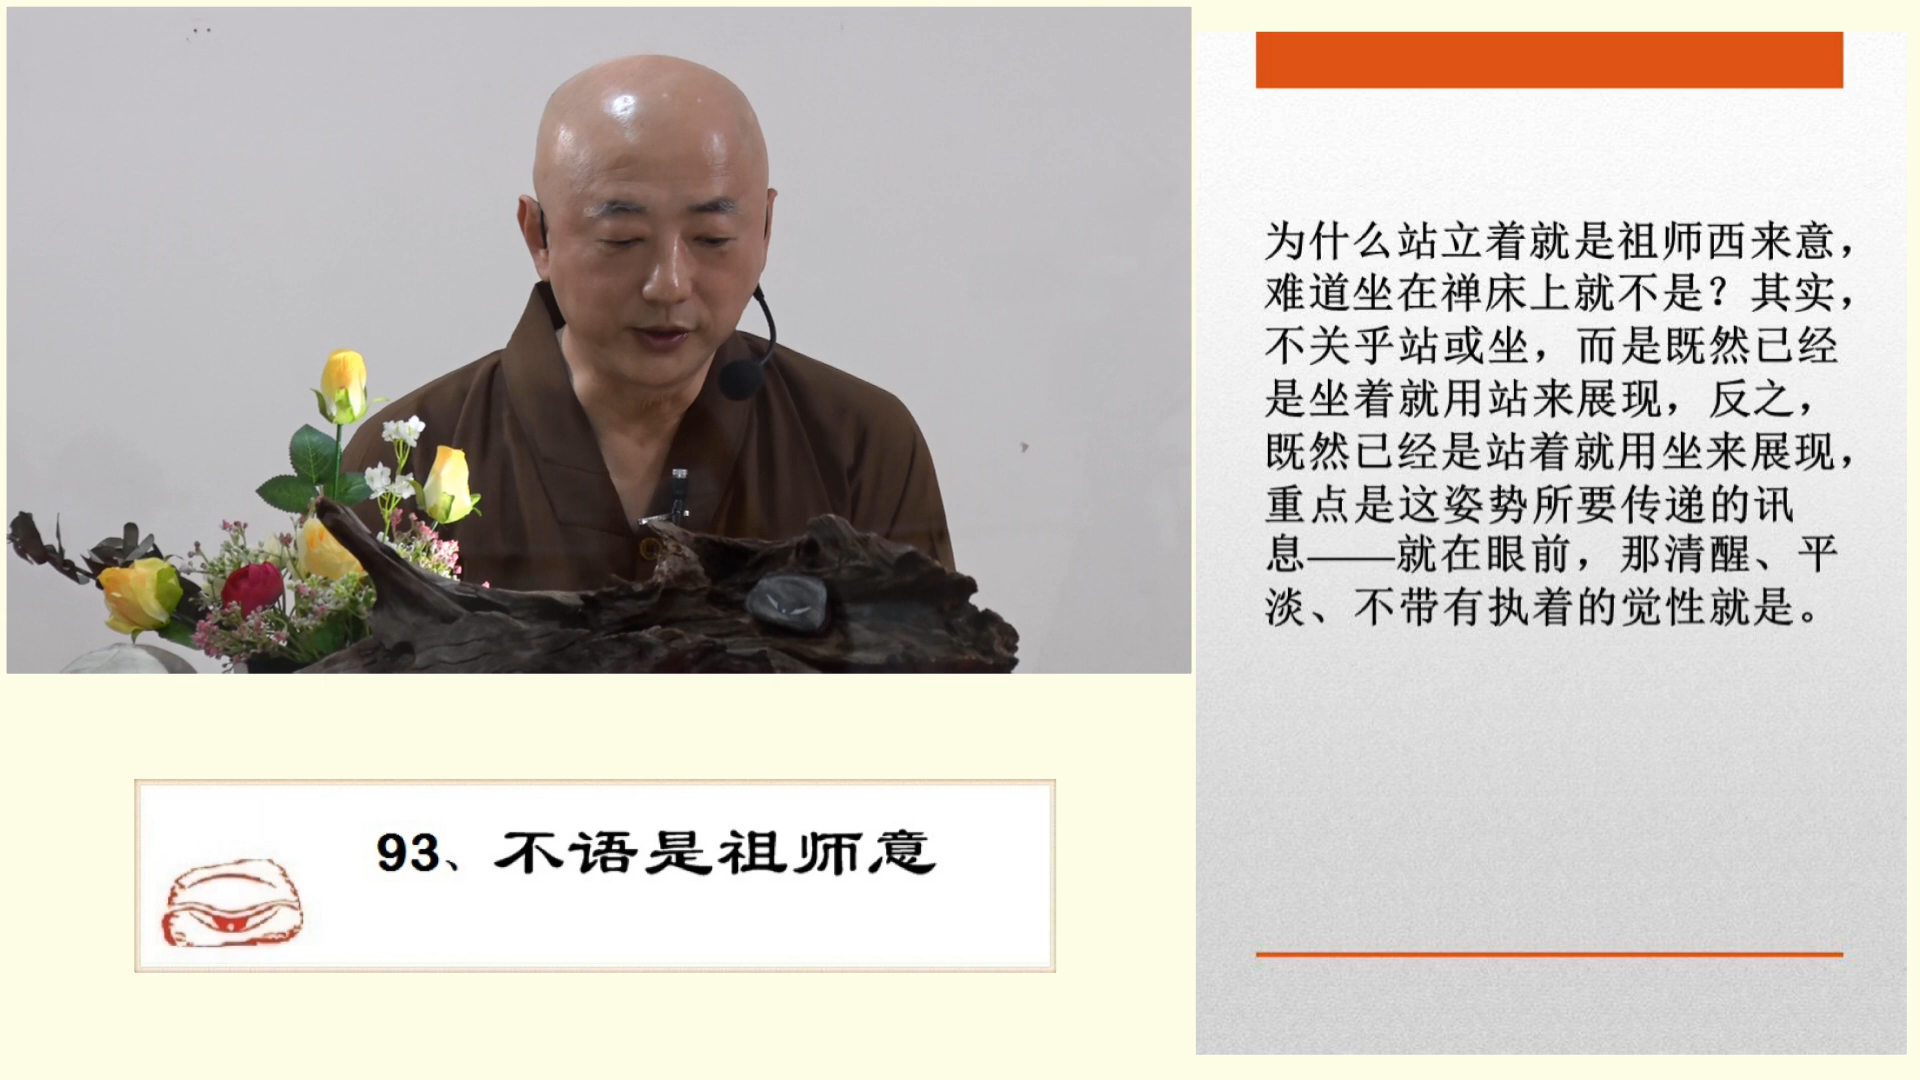 为什么站立着就是祖师西来意，
难道坐在禅床上就不是？其实，
不关乎站或坐，而是既然已经
是坐着就用站来展现，反之，
既然已经是站着就用坐来展现，
重点是这姿势所要传递的讯
息——就在眼前，那清醒、平
淡、不带有执着的觉性就是。
93、不语是祖师意